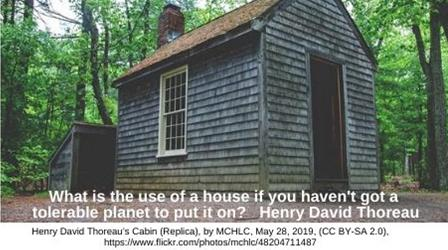 What is the use of a house if you haven't got a
tolerable planet to put it on?   Henry David Thoreau
Henry David Thoreau's Cabin (Replica), by MCHLC, May 28, 2019, (CC BY-SA 2.0),
https://www.flickr.com/photos/mchlc/48204711487